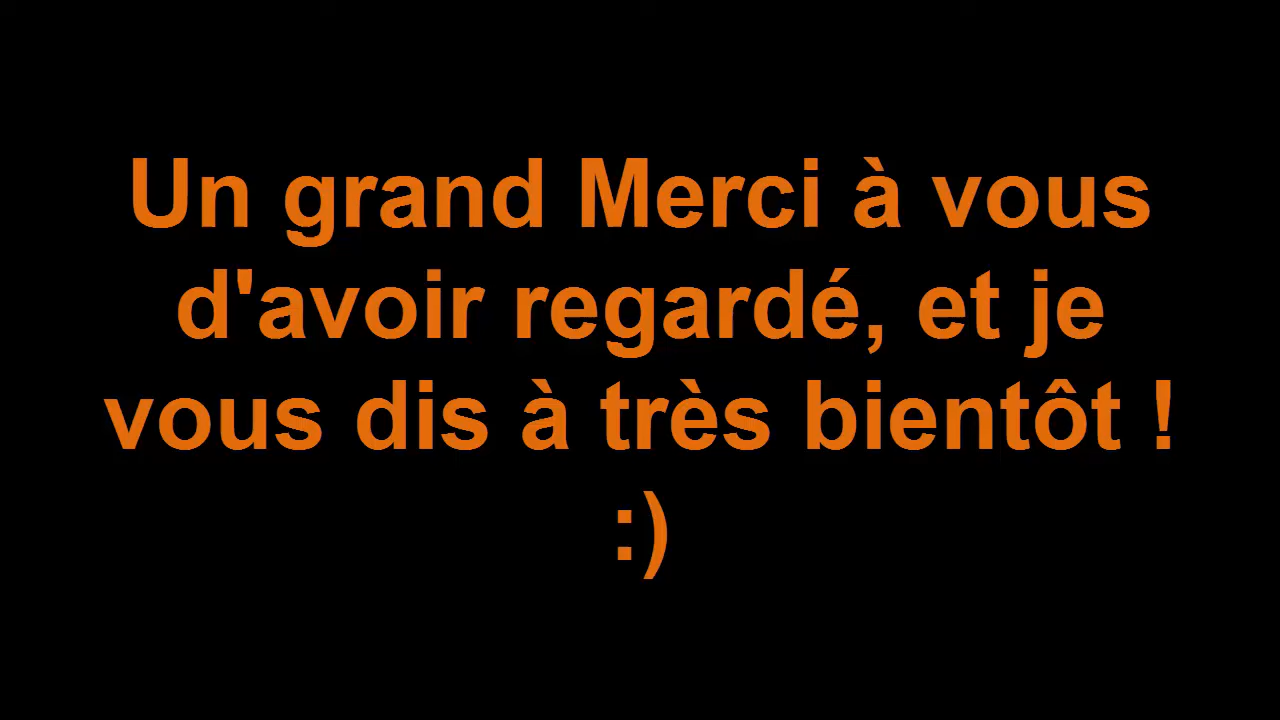 Un grand Merci à vous
d'avoir regardé, et je
vous dis à très bientôt !
:)